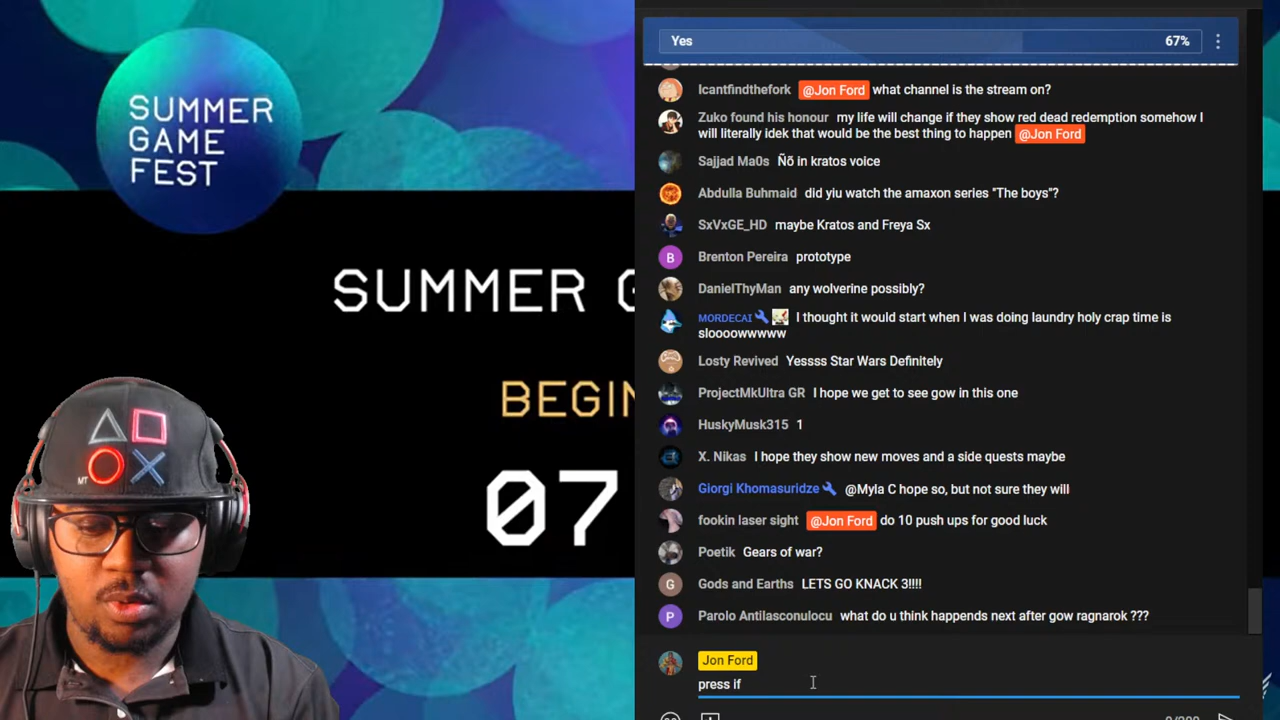 SUMMER
GAME
FEST
SUMMER
BEGIN
07
MT
Yes 67%
Icantfindthefork @Jon Ford what channel is the stream on?
Zuko found his honour my life will change if they show red dead redemption somehow I
will literally idek that would be the best thing to happen @Jon Ford
Sajjad Ma0s Ñõ in kratos voice
Abdulla Buhmaid did yiu watch the amaxon series "The boys"?
SxVxGE_HD maybe Kratos and Freya Sx
B Brenton Pereira prototype
DanielThyMan any wolverine possibly?
MORDECAI I thought it would start when I was doing laundry holy crap time is
sloooowwwww
Losty Revived Yessss Star Wars Definitely
ProjectMkUltra GR I hope we get to see gow in this one
HuskyMusk315 1
X. Nikas I hope they show new moves and a side quests maybe
Giorgi Khomasuridze @Myla C hope so, but not sure they will
fookin laser sight @Jon Ford do 10 push ups for good luck
Poetik Gears of war?
G Gods and Earths LETS GO KNACK 3!!!!
P Parolo Antilasconulocu what do u think happends next after gow ragnarok ???
Jon Ford
press if